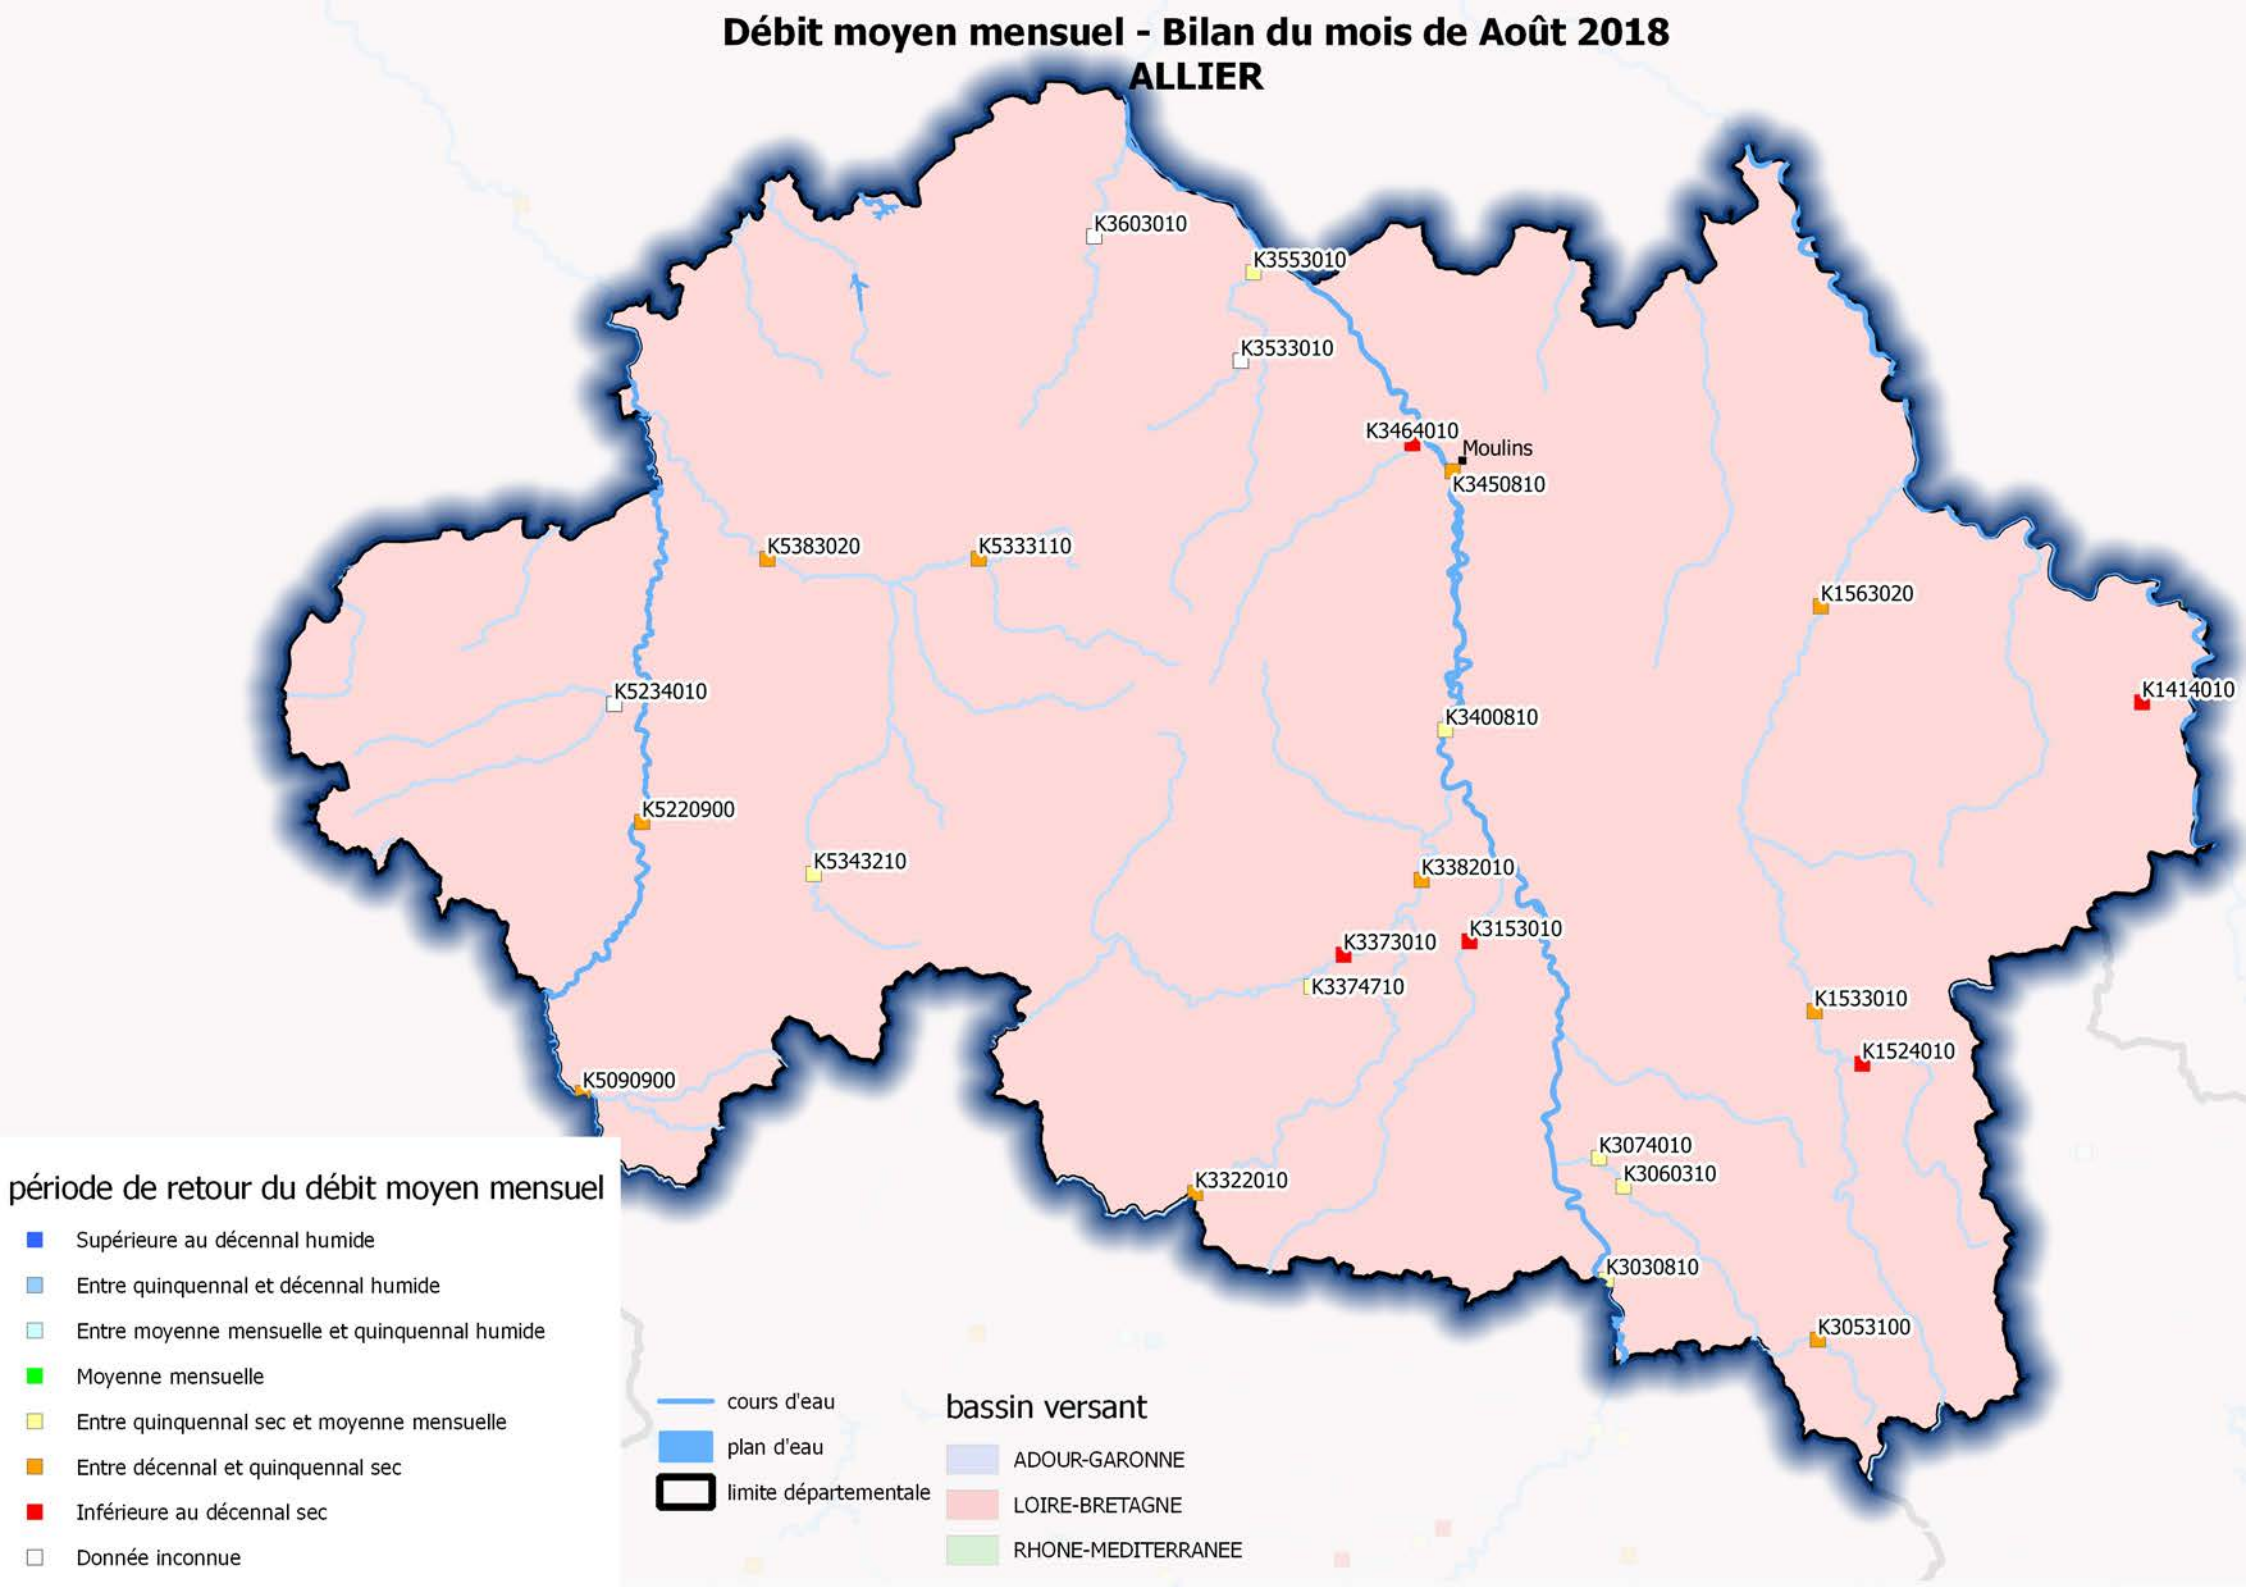 Débit moyen mensuel - Bilan du mois de Août 2018
ALLIER
K3603010
K3553010
K3533010
K3464010
Moulins
K3450810
K5383020
K5333110
K1563020
K5234010
K1414010
K3400810
K5220900
K5343210
K3382010
K3153010
K3373010
K3374710
K1533010
K1524010
K5090900
K3074010
K3060310
K3322010
K3030810
K3053100
période de retour du débit moyen mensuel
Supérieure au décennal humide
Entre quinquennal et décennal humide
Entre moyenne mensuelle et quinquennal humide
Moyenne mensuelle
Entre quinquennal sec et moyenne mensuelle
Entre décennal et quinquennal sec
Inférieure au décennal sec
Donnée inconnue
cours d'eau
plan d'eau
limite départementale
bassin versant
ADOUR-GARONNE
LOIRE-BRETAGNE
RHONE-MEDITERRANEE